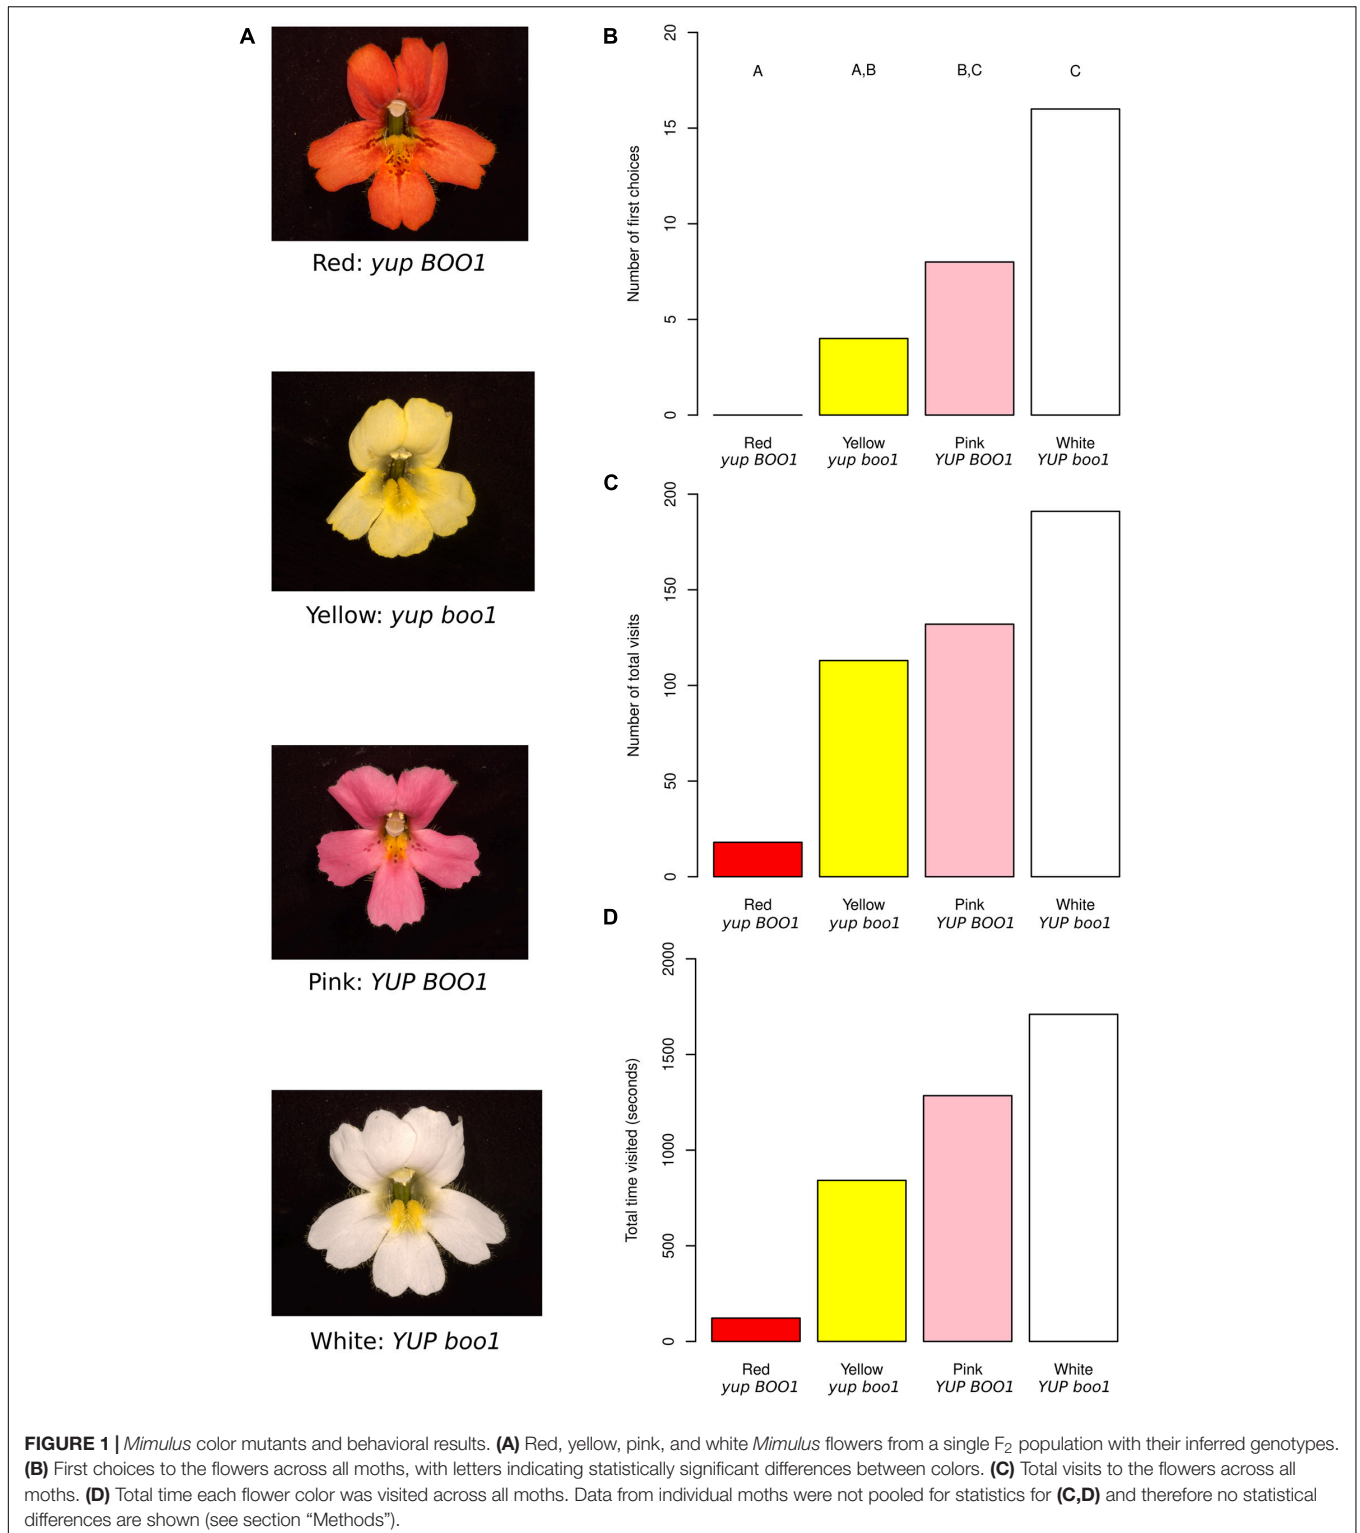 A
Red: yup BOO1
Yellow: yup boo1
Pink: YUP BOO1
White: YUP boo1
B
Number of first choices
20
15
10
5
0
A A,B B,C C
Red Yellow Pink White
yup BOO1 yup boo1 YUP BOO1 YUP boo1
C
Number of total visits
200
150
100
50
0
Red Yellow Pink White
yup BOO1 yup boo1 YUP BOO1 YUP boo1
D
Total time visited (seconds)
2000
1500
1000
500
0
Red Yellow Pink White
yup BOO1 yup boo1 YUP BOO1 YUP boo1
FIGURE 1 | Mimulus color mutants and behavioral results. (A) Red, yellow, pink, and white Mimulus flowers from a single F2 population with their inferred genotypes.
(B) First choices to the flowers across all moths, with letters indicating statistically significant differences between colors. (C) Total visits to the flowers across all
moths. (D) Total time each flower color was visited across all moths. Data from individual moths were not pooled for statistics for (C,D) and therefore no statistical
differences are shown (see section “Methods”).